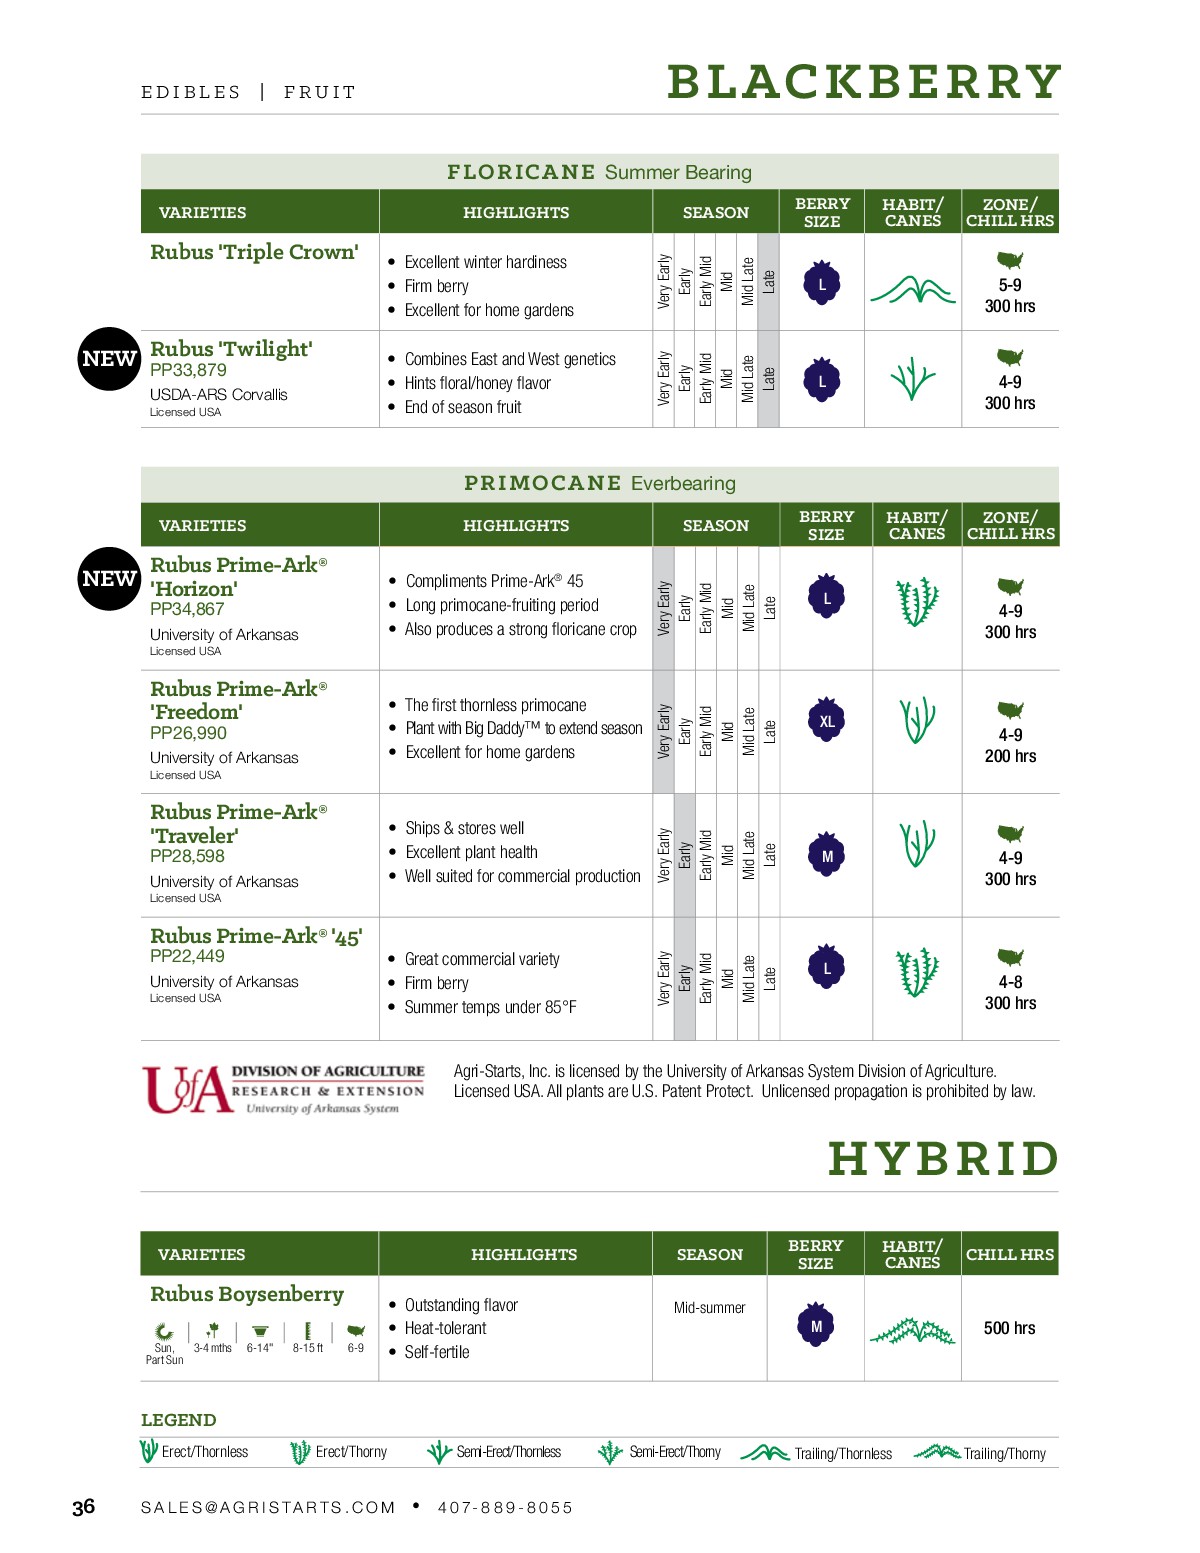 EDIBLES | FRUIT
BLACKBERRY
FLORICANE Summer Bearing
VARIETIES HIGHLIGHTS SEASON BERRY SIZE HABIT/ CANES ZONE/ CHILL HRS
Rubus 'Triple Crown'
• Excellent winter hardiness
• Firm berry
• Excellent for home gardens
Very Early
Early
Early Mid
Mid
Mid Late
Late
L
5-9
300 hrs
NEW
Rubus 'Twilight'
PP33,879
USDA-ARS Corvallis
Licensed USA
• Combines East and West genetics
• Hints floral/honey flavor
• End of season fruit
Very Early
Early
Early Mid
Mid
Mid Late
Late
L
4-9
300 hrs
PRIMOCANE Everbearing
VARIETIES HIGHLIGHTS SEASON BERRY SIZE HABIT/ CANES ZONE/ CHILL HRS
NEW
Rubus Prime-Ark®
'Horizon'
PP34,867
University of Arkansas
Licensed USA
• Compliments Prime-Ark® 45
• Long primocane-fruiting period
• Also produces a strong floricane crop
Very Early
Early
Early Mid
Mid
Mid Late
Late
L
4-9
300 hrs
Rubus Prime-Ark®
'Freedom'
PP26,990
University of Arkansas
Licensed USA
• The first thornless primocane
• Plant with Big Daddy™ to extend season
• Excellent for home gardens
Very Early
Early
Early Mid
Mid
Mid Late
Late
XL
4-9
200 hrs
Rubus Prime-Ark®
'Traveler'
PP28,598
University of Arkansas
Licensed USA
• Ships & stores well
• Excellent plant health
• Well suited for commercial production
Very Early
Early
Early Mid
Mid
Mid Late
Late
M
4-9
300 hrs
Rubus Prime-Ark® '45'
PP22,449
University of Arkansas
Licensed USA
• Great commercial variety
• Firm berry
• Summer temps under 85°F
Very Early
Early
Early Mid
Mid
Mid Late
Late
L
4-8
300 hrs
UofA DIVISION OF AGRICULTURE
RESEARCH & EXTENSION
University of Arkansas System
Agri-Starts, Inc. is licensed by the University of Arkansas System Division of Agriculture.
Licensed USA. All plants are U.S. Patent Protect. Unlicensed propagation is prohibited by law.
HYBRID
VARIETIES HIGHLIGHTS SEASON BERRY SIZE HABIT/ CANES CHILL HRS
Rubus Boysenberry
Sun, Part Sun
3-4 mths
6-14"
8-15 ft
6-9
• Outstanding flavor
• Heat-tolerant
• Self-fertile
Mid-summer
M
500 hrs
LEGEND
Erect/Thornless Erect/Thorny Semi-Erect/Thornless Semi-Erect/Thorny Trailing/Thornless Trailing/Thorny
36 SALES@AGRISTARTS.COM • 407-889-8055